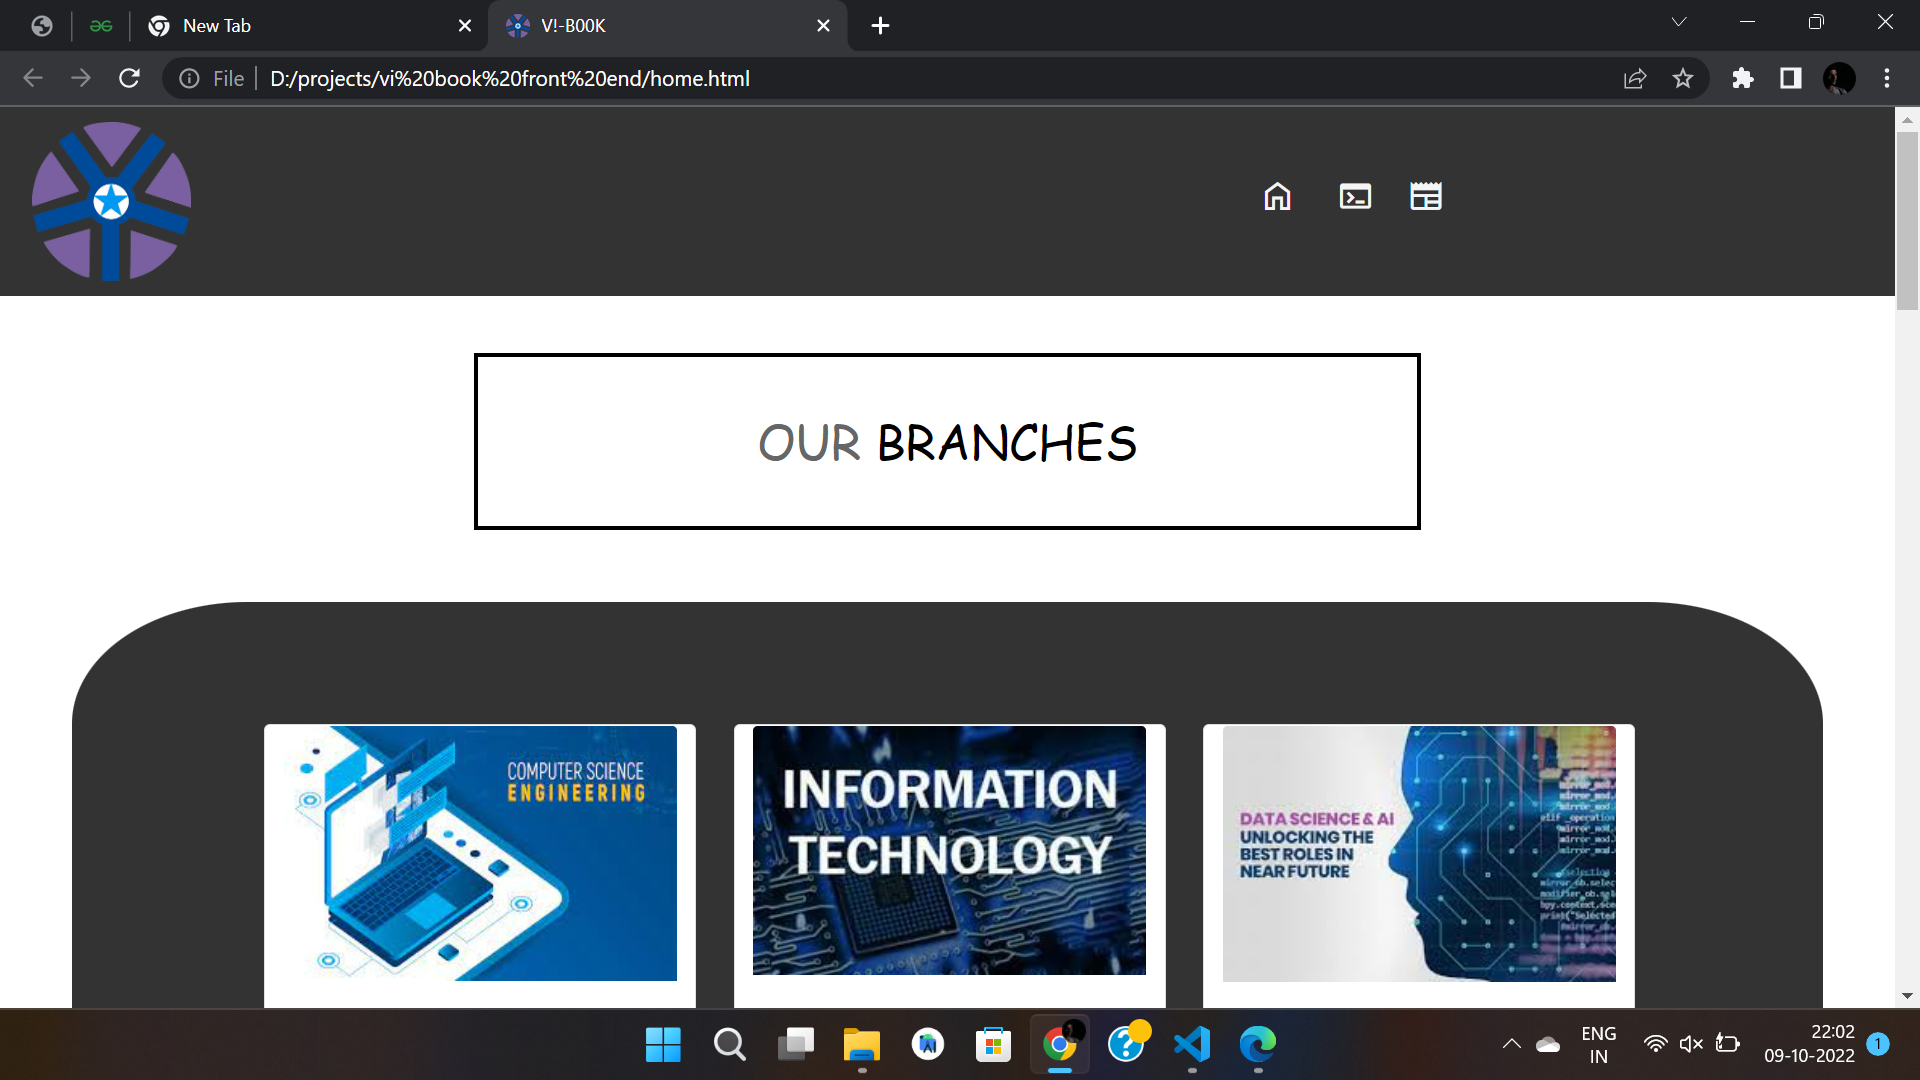 New Tab
V!-B00K
File
D:/projects/vi%20book%20front%20end/home.html
OUR BRANCHES
COMPUTER SCIENCE
ENGINEERING
INFORMATION
TECHNOLOGY
DATA SCIENCE & AI
UNLOCKING THE
BEST ROLES IN
NEAR FUTURE
ENG
IN
22:02
09-10-2022
1